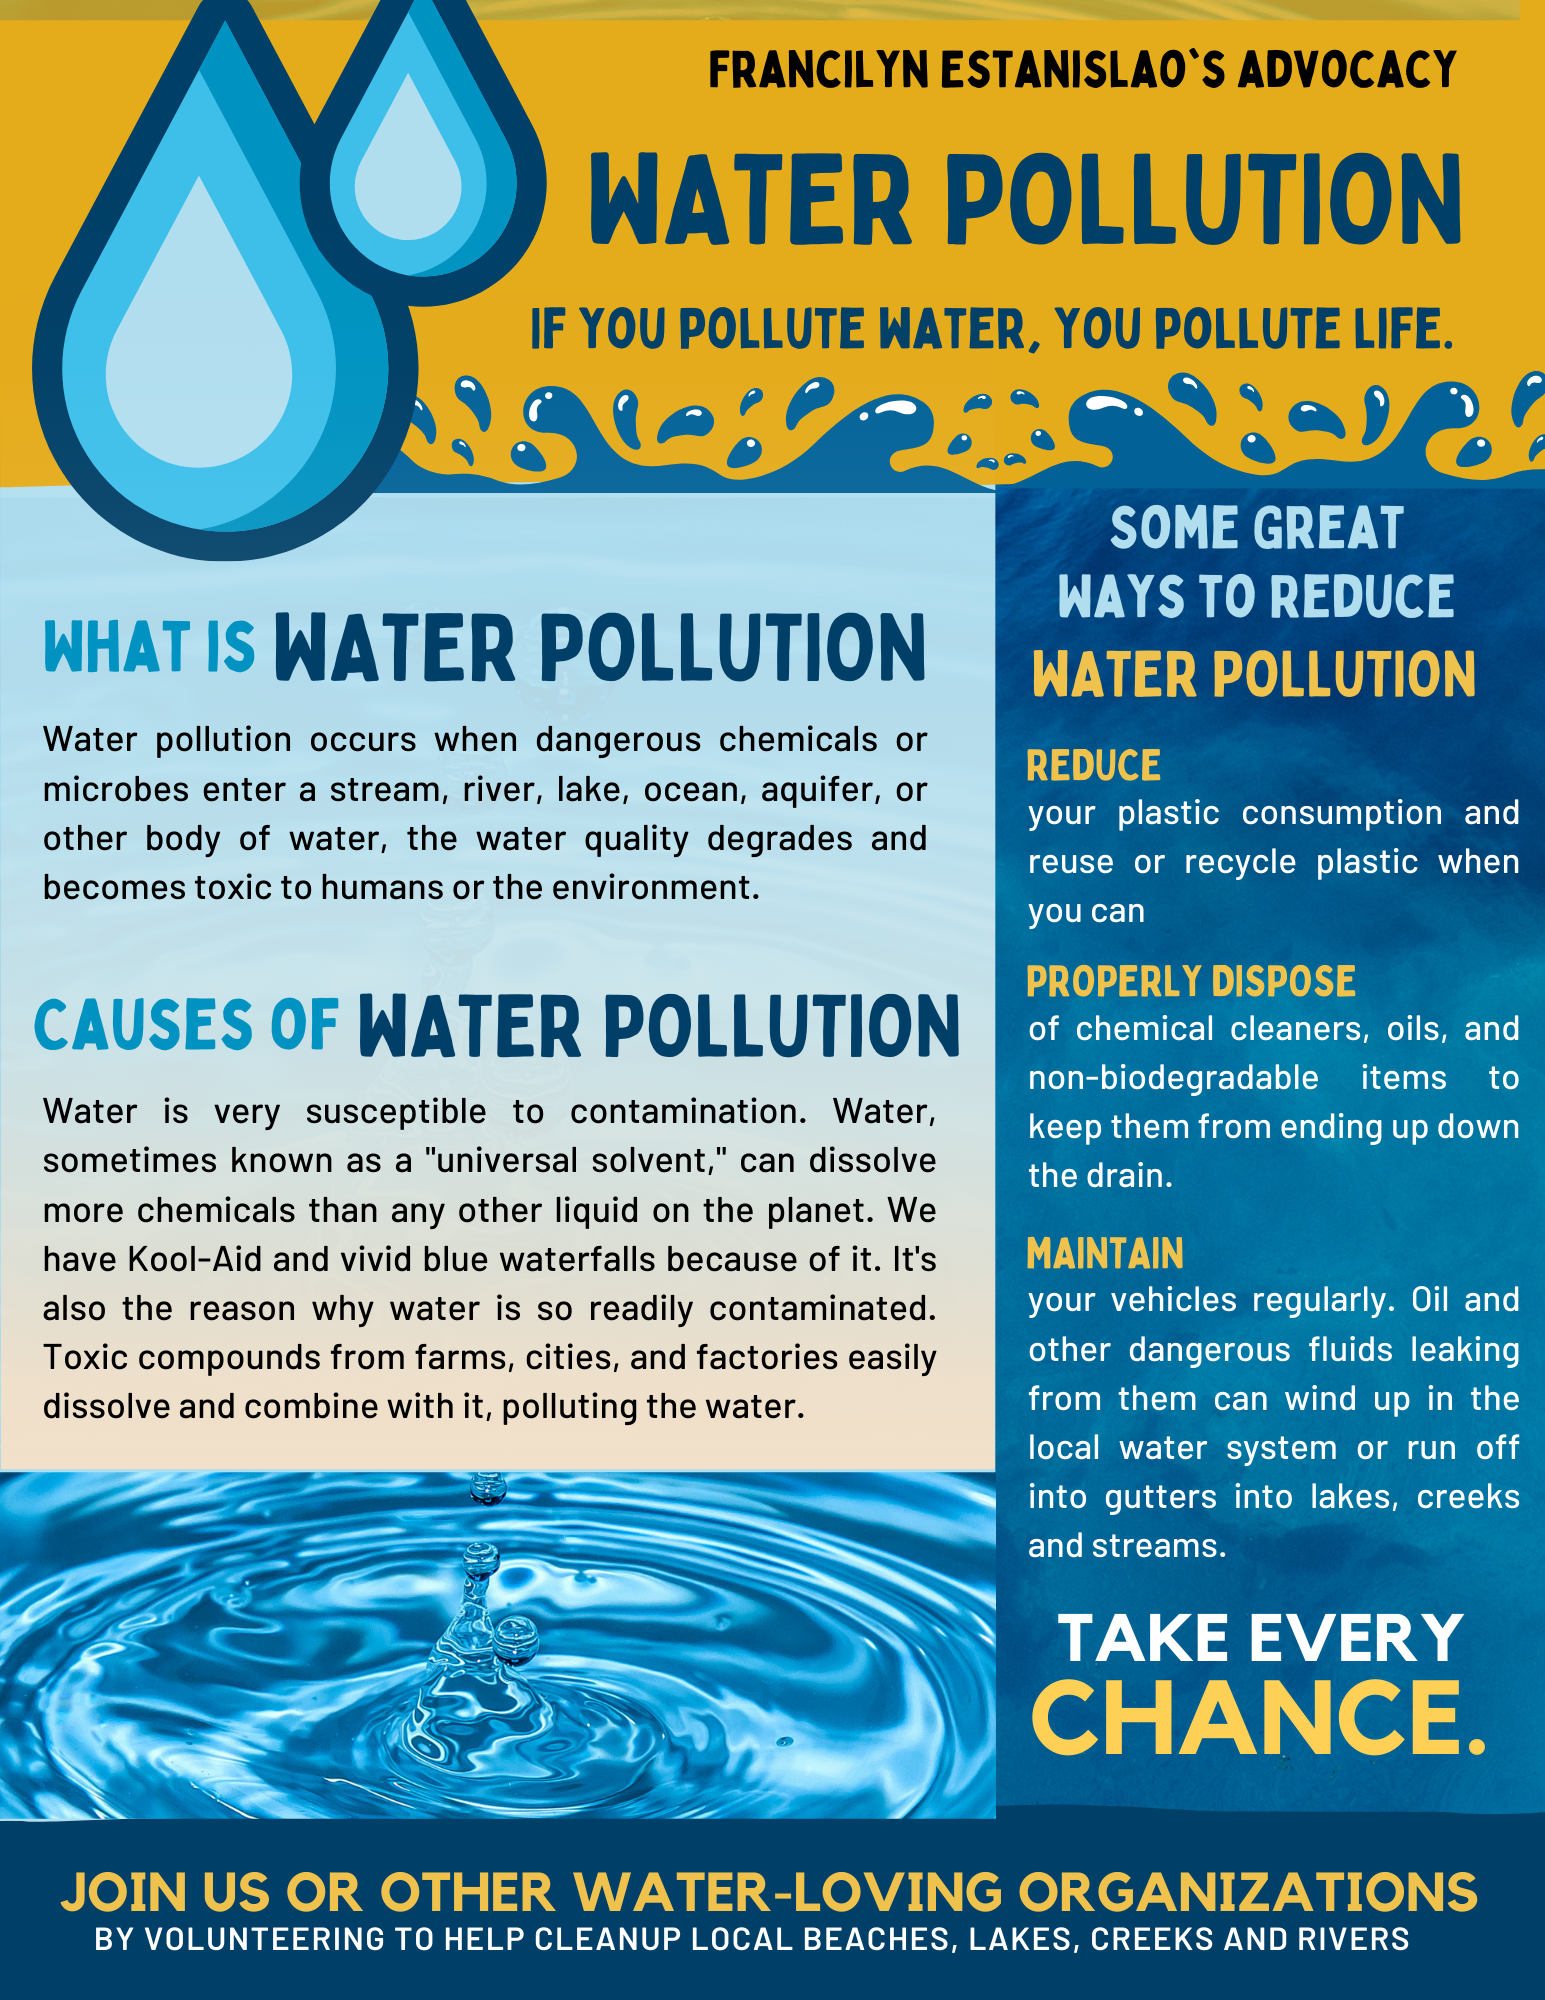 FRANCILYN ESTANISLAO`S ADVOCACY
WATER POLLUTION
IF YOU POLLUTE WATER, YOU POLLUTE LIFE.
WHAT IS WATER POLLUTION
Water pollution occurs when dangerous chemicals or
microbes enter a stream, river, lake, ocean, aquifer, or
other body of water, the water quality degrades and
becomes toxic to humans or the environment.
CAUSES OF WATER POLLUTION
Water is very susceptible to contamination. Water,
sometimes known as a "universal solvent," can dissolve
more chemicals than any other liquid on the planet. We
have Kool-Aid and vivid blue waterfalls because of it. It's
also the reason why water is so readily contaminated.
Toxic compounds from farms, cities, and factories easily
dissolve and combine with it, polluting the water.
SOME GREAT
WAYS TO REDUCE
WATER POLLUTION
REDUCE
your plastic consumption and
reuse or recycle plastic when
you can
PROPERLY DISPOSE
of chemical cleaners, oils, and
non-biodegradable items to
keep them from ending up down
the drain.
MAINTAIN
your vehicles regularly. Oil and
other dangerous fluids leaking
from them can wind up in the
local water system or run off
into gutters into lakes, creeks
and streams.
TAKE EVERY
CHANCE.
JOIN US OR OTHER WATER-LOVING ORGANIZATIONS
BY VOLUNTEERING TO HELP CLEANUP LOCAL BEACHES, LAKES, CREEKS AND RIVERS